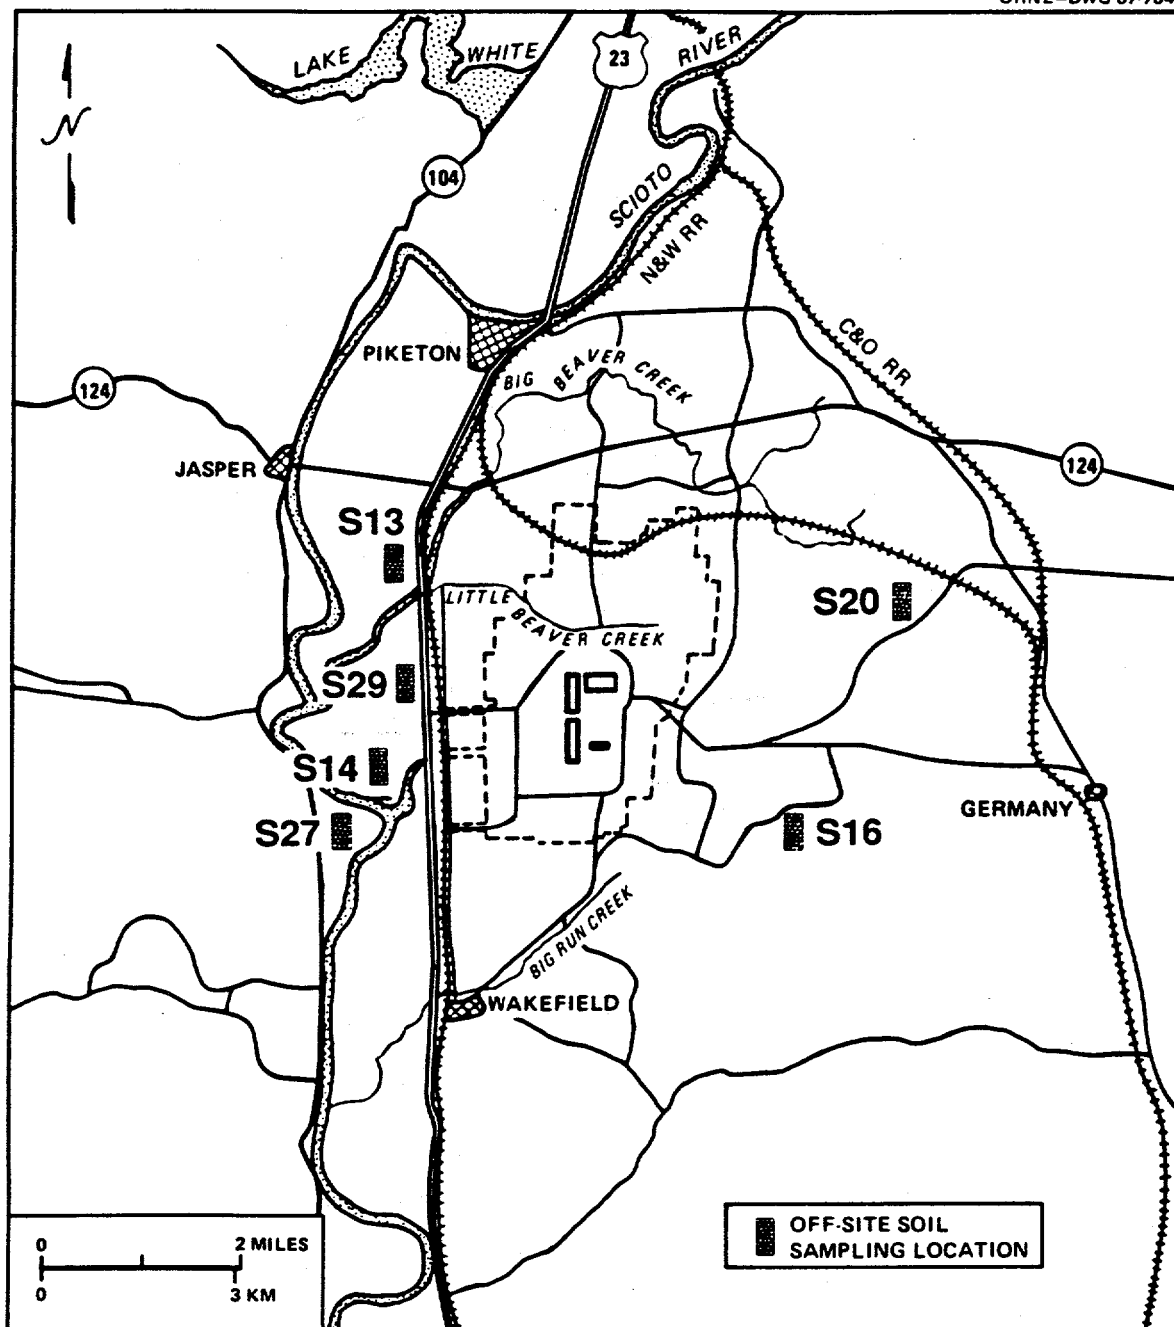 LAKE WHITE
23
RIVER
N
104
SCIOTO
N&W RR
C&O RR
PIKETON
BIG BEAVER CREEK
124
JASPER
124
S13
LITTLE BEAVER CREEK
S20
S29
S14
GERMANY
S27
S16
BIG RUN CREEK
WAKEFIELD
0 2 MILES
0 3 KM
OFF-SITE SOIL
SAMPLING LOCATION